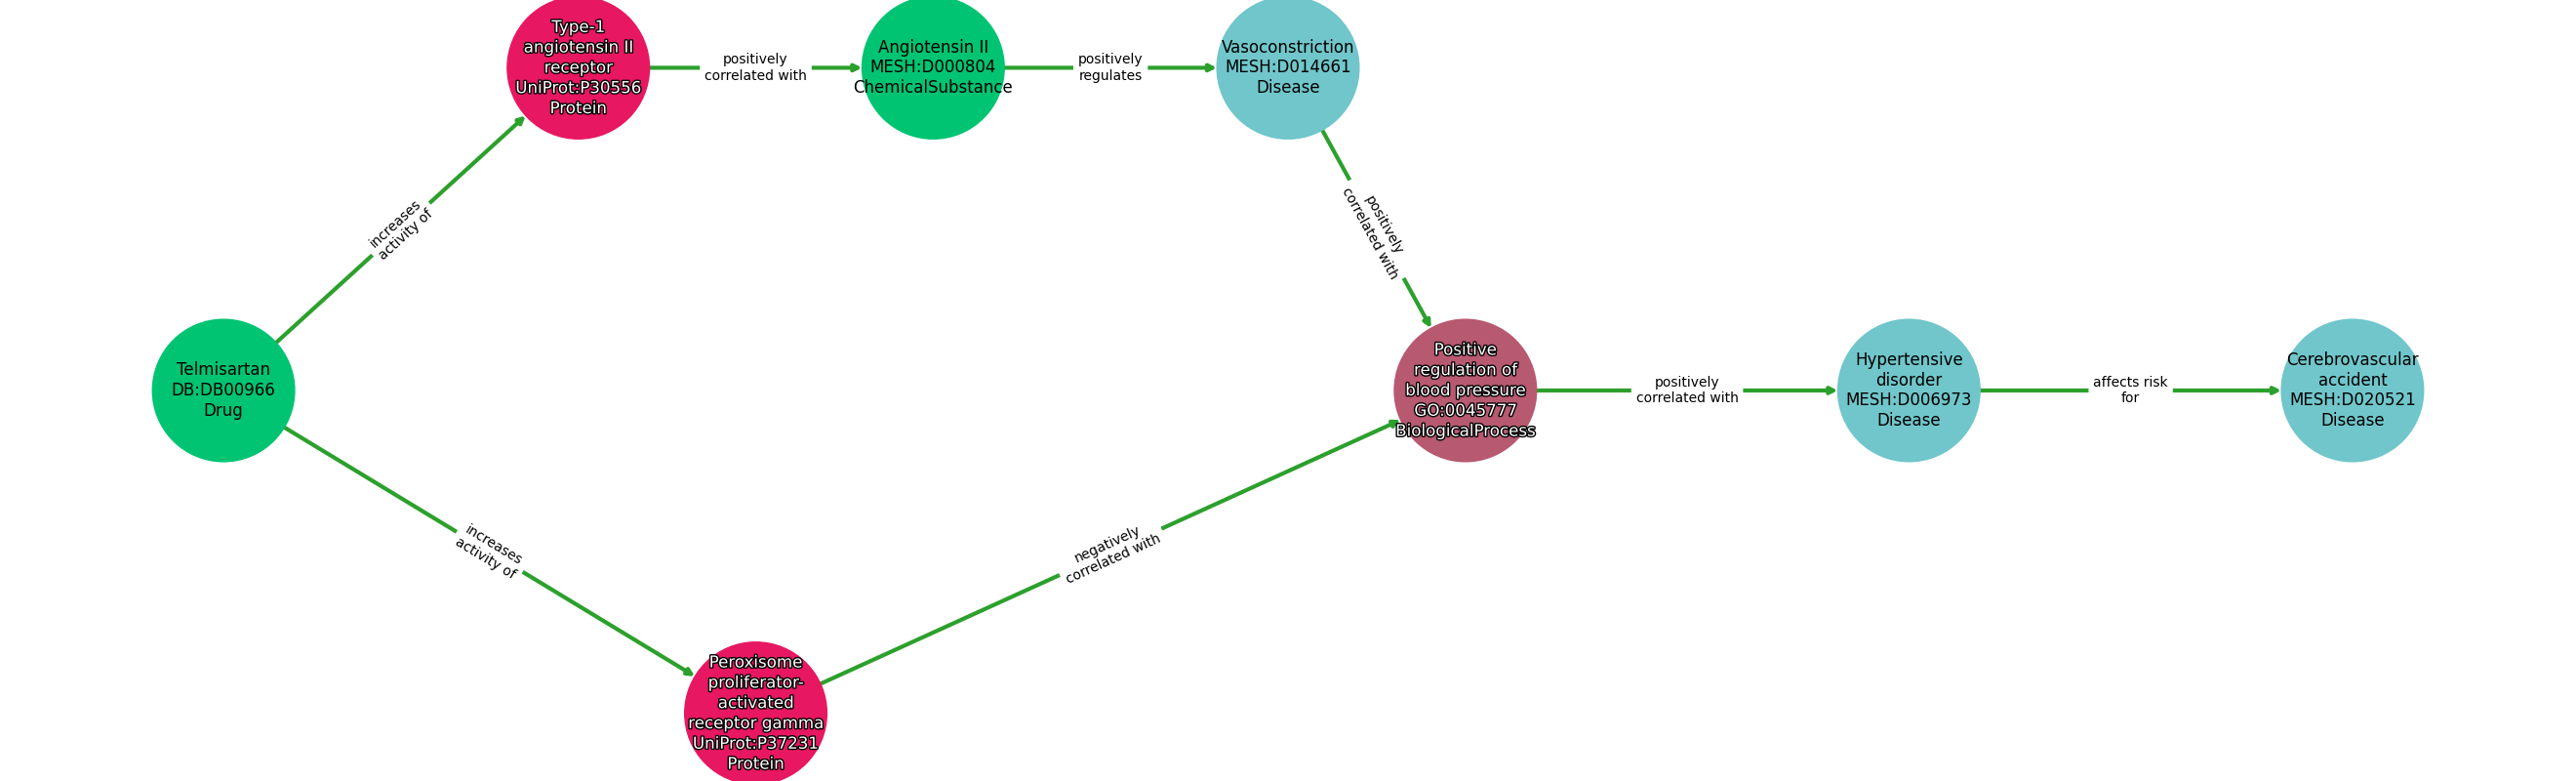 Type-1
angiotensin II
receptor
UniProt:P30556
Protein
positively
correlated with
Angiotensin II
MESH:D000804
ChemicalSubstance
positively
regulates
Vasoconstriction
MESH:D014661
Disease
increases
activity of
positively
correlated with
Telmisartan
DB:DB00966
Drug
Positive
regulation of
blood pressure
GO:0045777
BiologicalProcess
positively
correlated with
Hypertensive
disorder
MESH:D006973
Disease
affects risk
for
Cerebrovascular
accident
MESH:D020521
Disease
increases
activity of
negatively
correlated with
Peroxisome
proliferator-
activated
receptor gamma
UniProt:P37231
Protein